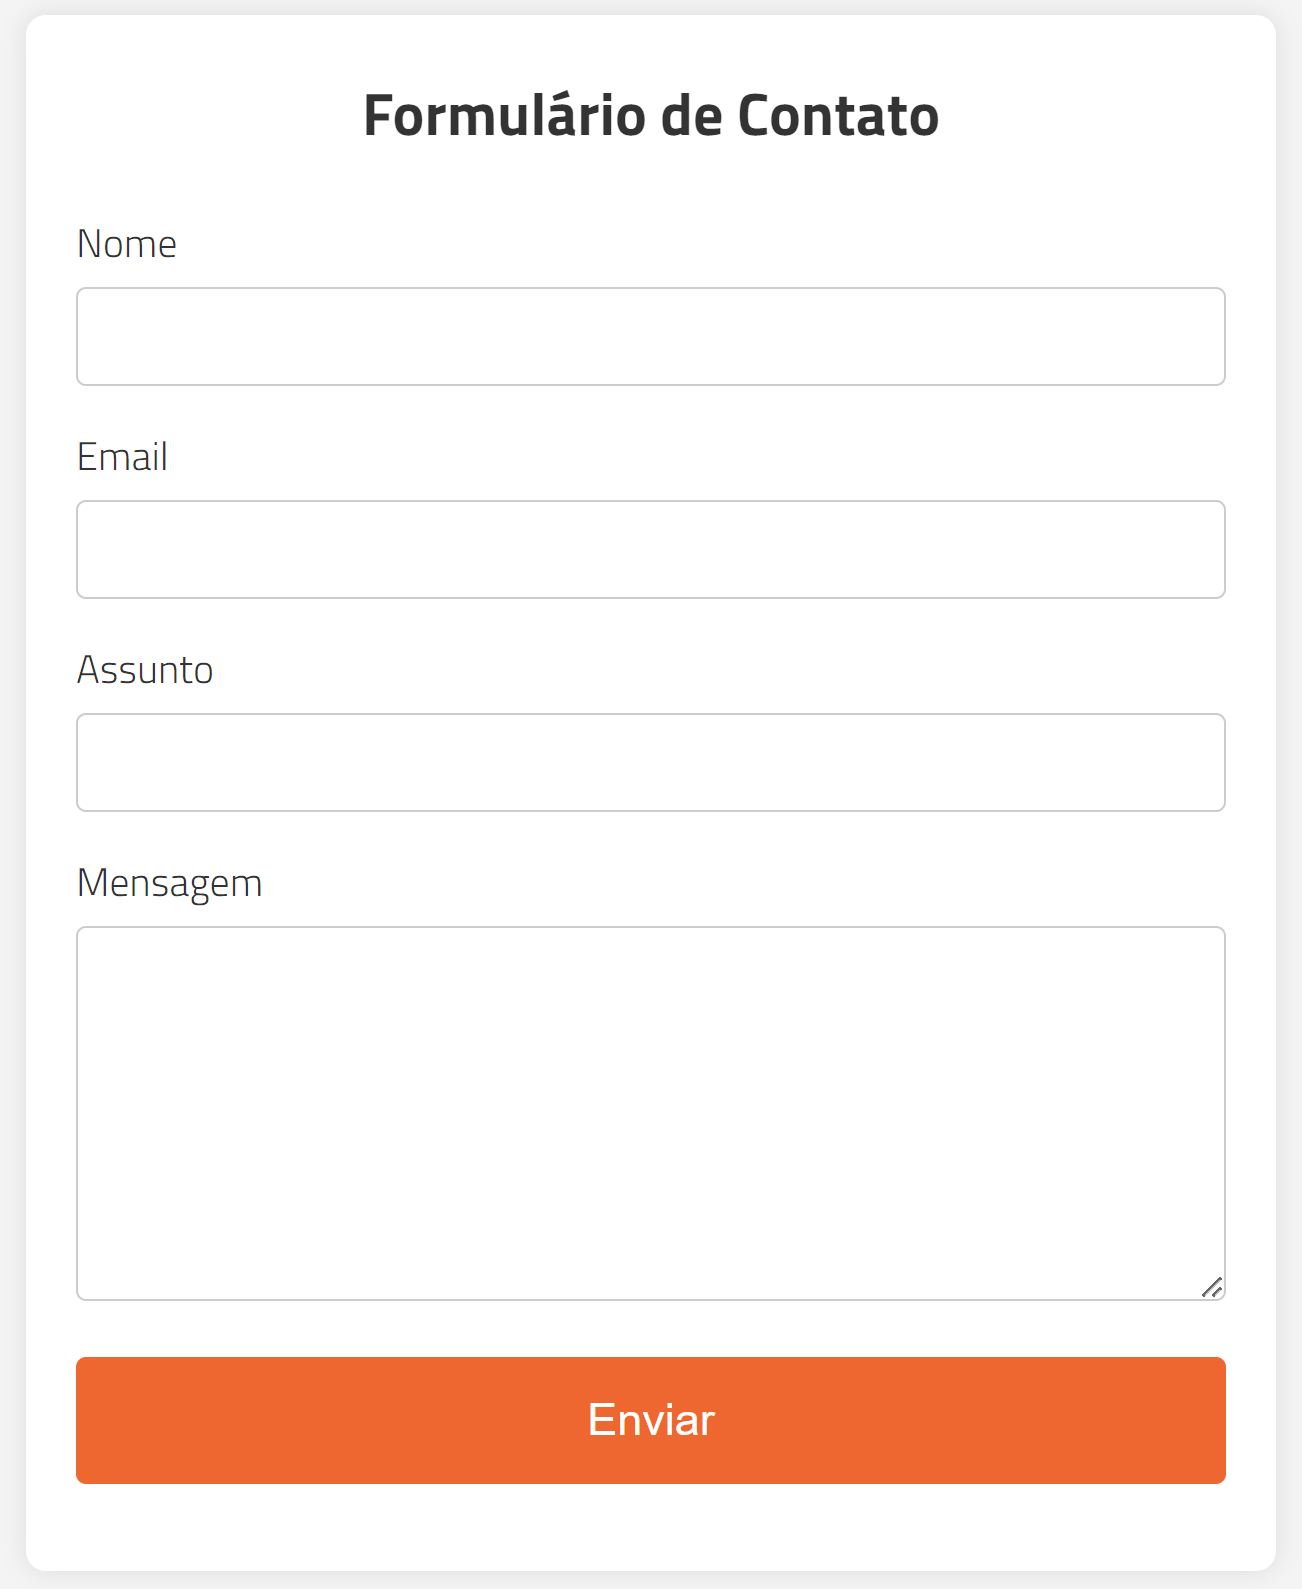 Formulário de Contato
Nome
Email
Assunto
Mensagem
Enviar